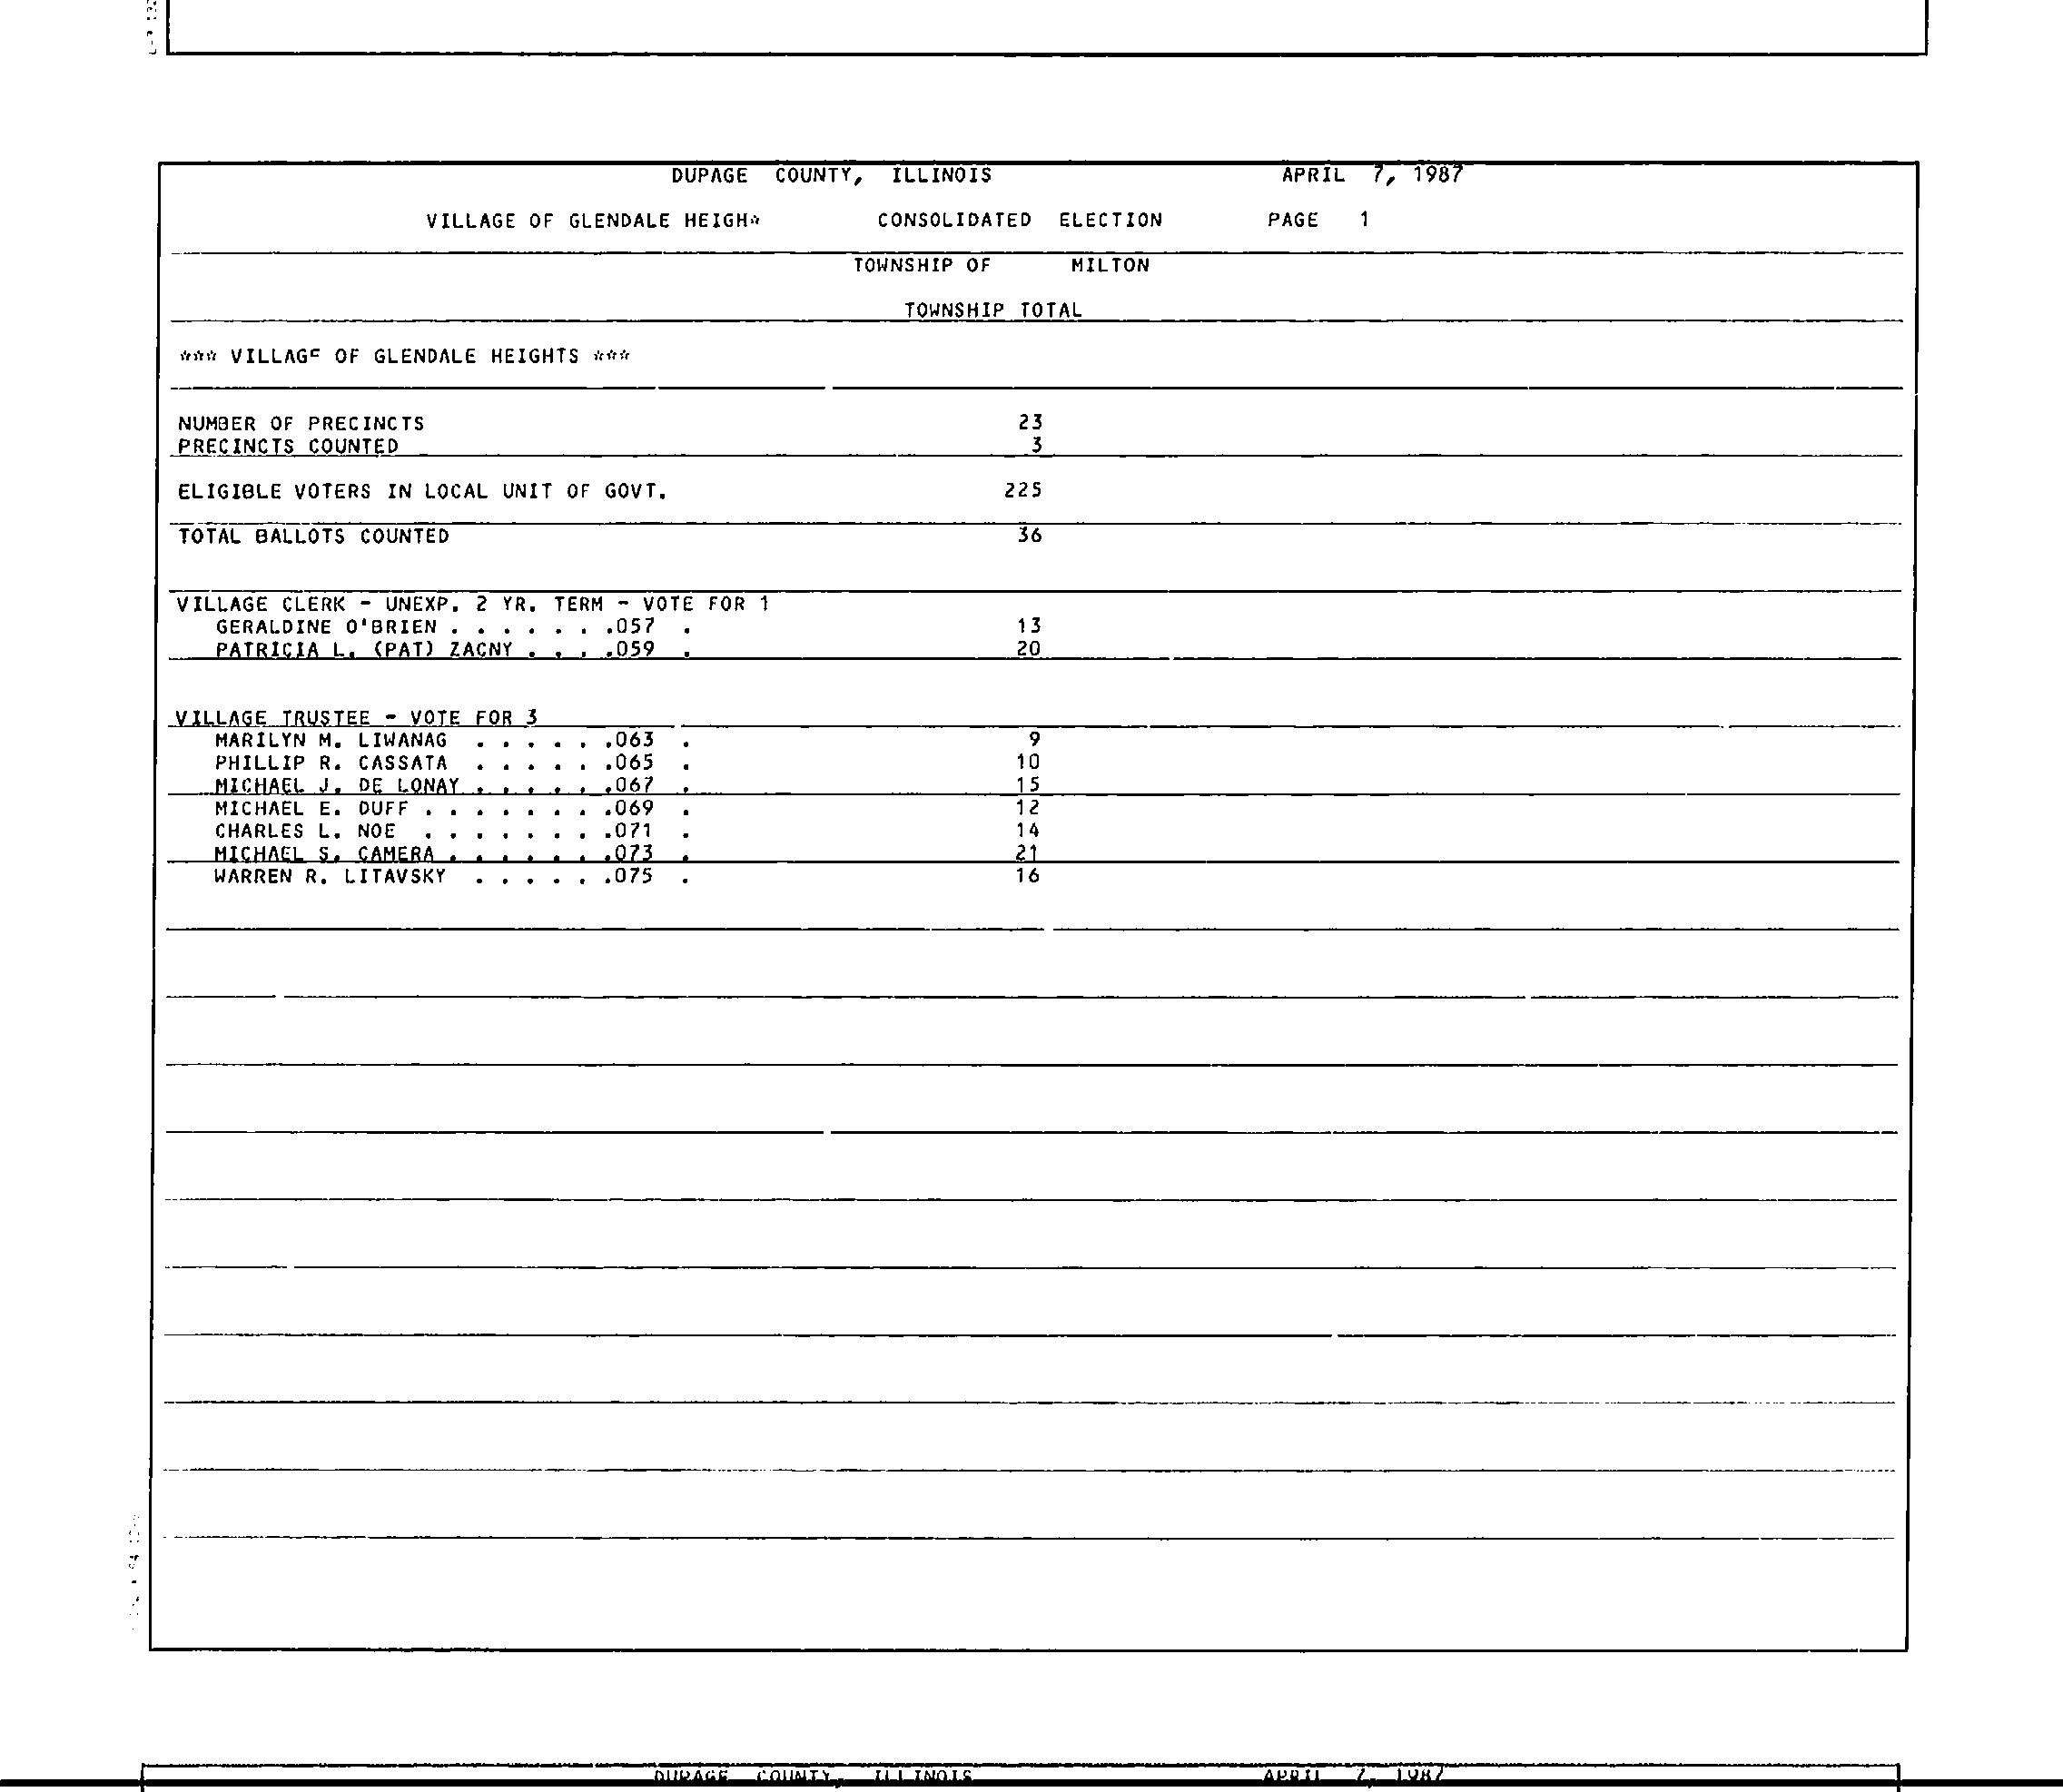 DUPAGE COUNTY, ILLINOIS APRIL 7, 1987
VILLAGE OF GLENDALE HEIGH* CONSOLIDATED ELECTION PAGE 1
TOWNSHIP OF MILTON
TOWNSHIP TOTAL
*** VILLAGE OF GLENDALE HEIGHTS ***
NUMBER OF PRECINCTS 23
PRECINCTS COUNTED 3
ELIGIBLE VOTERS IN LOCAL UNIT OF GOVT. 225
TOTAL BALLOTS COUNTED 36
VILLAGE CLERK - UNEXP. 2 YR. TERM - VOTE FOR 1
GERALDINE O'BRIEN . . . . . . .057 . 13
PATRICIA L. (PAT) ZACNY . . . .059 . 20
VILLAGE TRUSTEE - VOTE FOR 3
MARILYN M. LIWANAG . . . . . .063 . 9
PHILLIP R. CASSATA . . . . . .065 . 10
MICHAEL J. DE LONAY . . . . . .067 . 15
MICHAEL E. DUFF . . . . . . . .069 . 12
CHARLES L. NOE . . . . . . . .071 . 14
MICHAEL S. CAMERA . . . . . . .073 . 21
WARREN R. LITAVSKY . . . . . .075 . 16
DUPAGE COUNTY, ILLINOIS APRIL 7, 1987